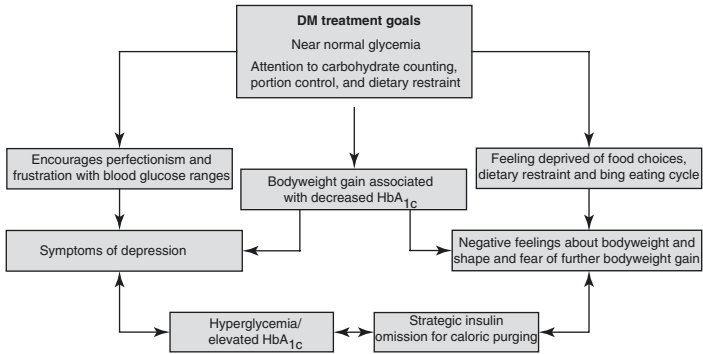 DM treatment goals
Near normal glycemia
Attention to carbohydrate counting,
portion control, and dietary restraint
Encourages perfectionism and
frustration with blood glucose ranges
Bodyweight gain associated
with decreased HbA1c
Feeling deprived of food choices,
dietary restraint and bing eating cycle
Symptoms of depression
Negative feelings about bodyweight and
shape and fear of further bodyweight gain
Hyperglycemia/
elevated HbA1c
Strategic insulin
omission for caloric purging